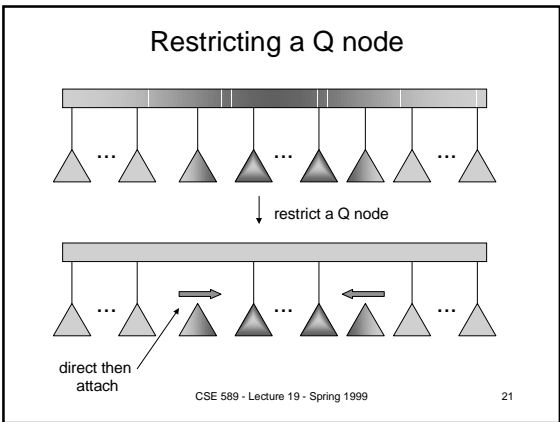 Restricting a Q node
... ... ...
restrict a Q node
... ... ...
direct then
attach
CSE 589 - Lecture 19 - Spring 1999 21